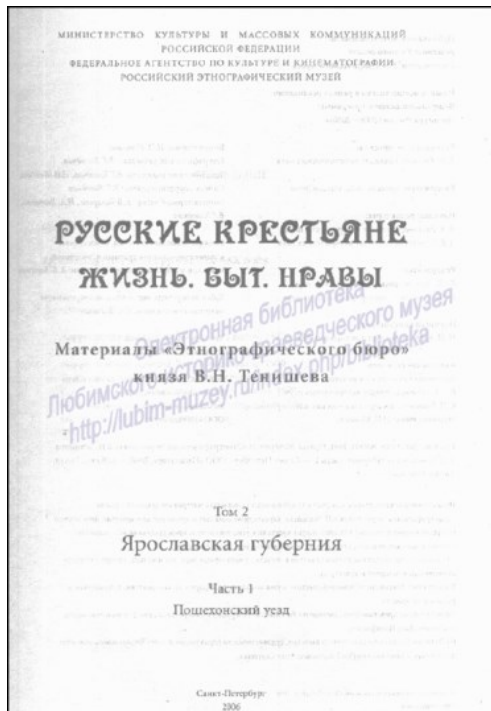 МИНИСТЕРСТВО КУЛЬТУРЫ И МАССОВЫХ КОММУНИКАЦИЙ
РОССИЙСКОЙ ФЕДЕРАЦИИ
ФЕДЕРАЛЬНОЕ АГЕНТСТВО ПО КУЛЬТУРЕ И КИНЕМАТОГРАФИИ
РОССИЙСКИЙ ЭТНОГРАФИЧЕСКИЙ МУЗЕЙ
РУССКИЕ КРЕСТЬЯНЕ
ЖИЗНЬ. БЫТ. НРАВЫ
Электронная библиотека
Любимского историко-краеведческого музея
http://lubim-muzey.ru/index.php/biblioteka
Материалы «Этнографического бюро»
князя В.Н. Тенишева
Том 2
Ярославская губерния
Часть 1
Пошехонский уезд
Санкт-Петербург
2006